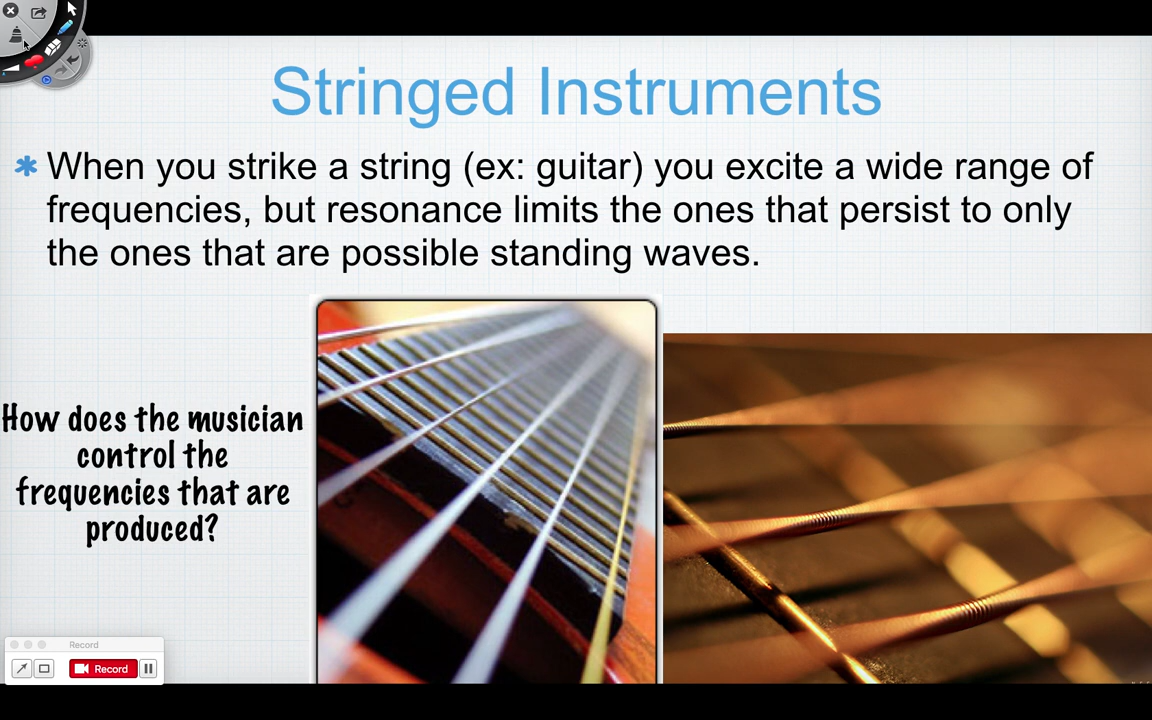 Stringed Instruments
When you strike a string (ex: guitar) you excite a wide range of
frequencies, but resonance limits the ones that persist to only
the ones that are possible standing waves.
How does the musician
control the
frequencies that are
produced?
Record
Record